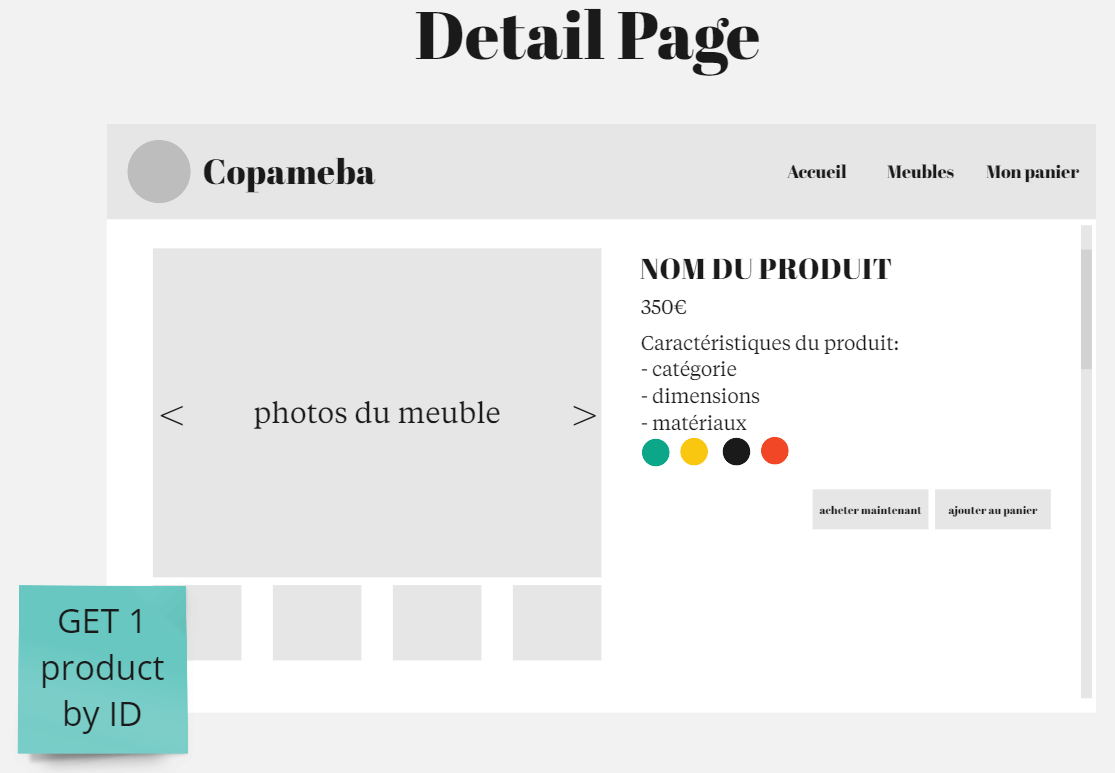 Detail Page
Copameba
Accueil
Meubles
Mon panier
< photos du meuble >
NOM DU PRODUIT
350€
Caractéristiques du produit:
- catégorie
- dimensions
- matériaux
acheter maintenant
ajouter au panier
GET 1
product
by ID